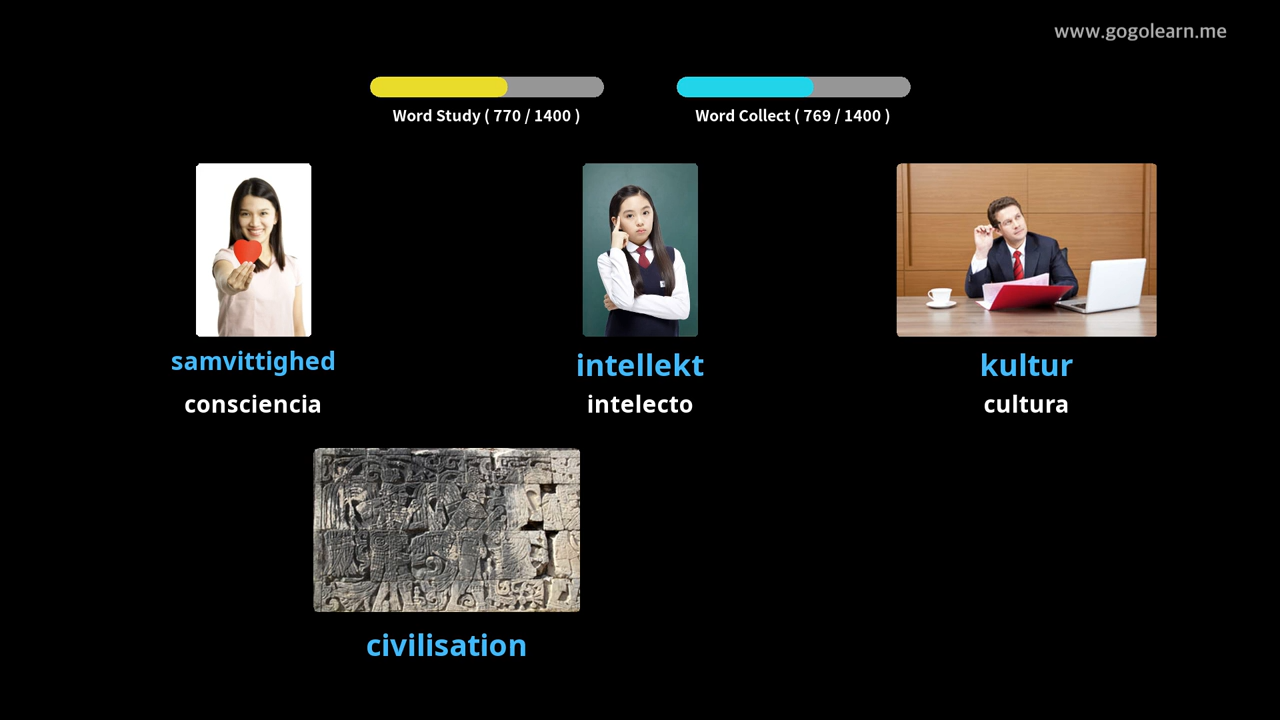 www.gogolearn.me
Word Study ( 770 / 1400 )
Word Collect ( 769 / 1400 )
samvittighed
intellekt
kultur
consciencia
intelecto
cultura
civilisation